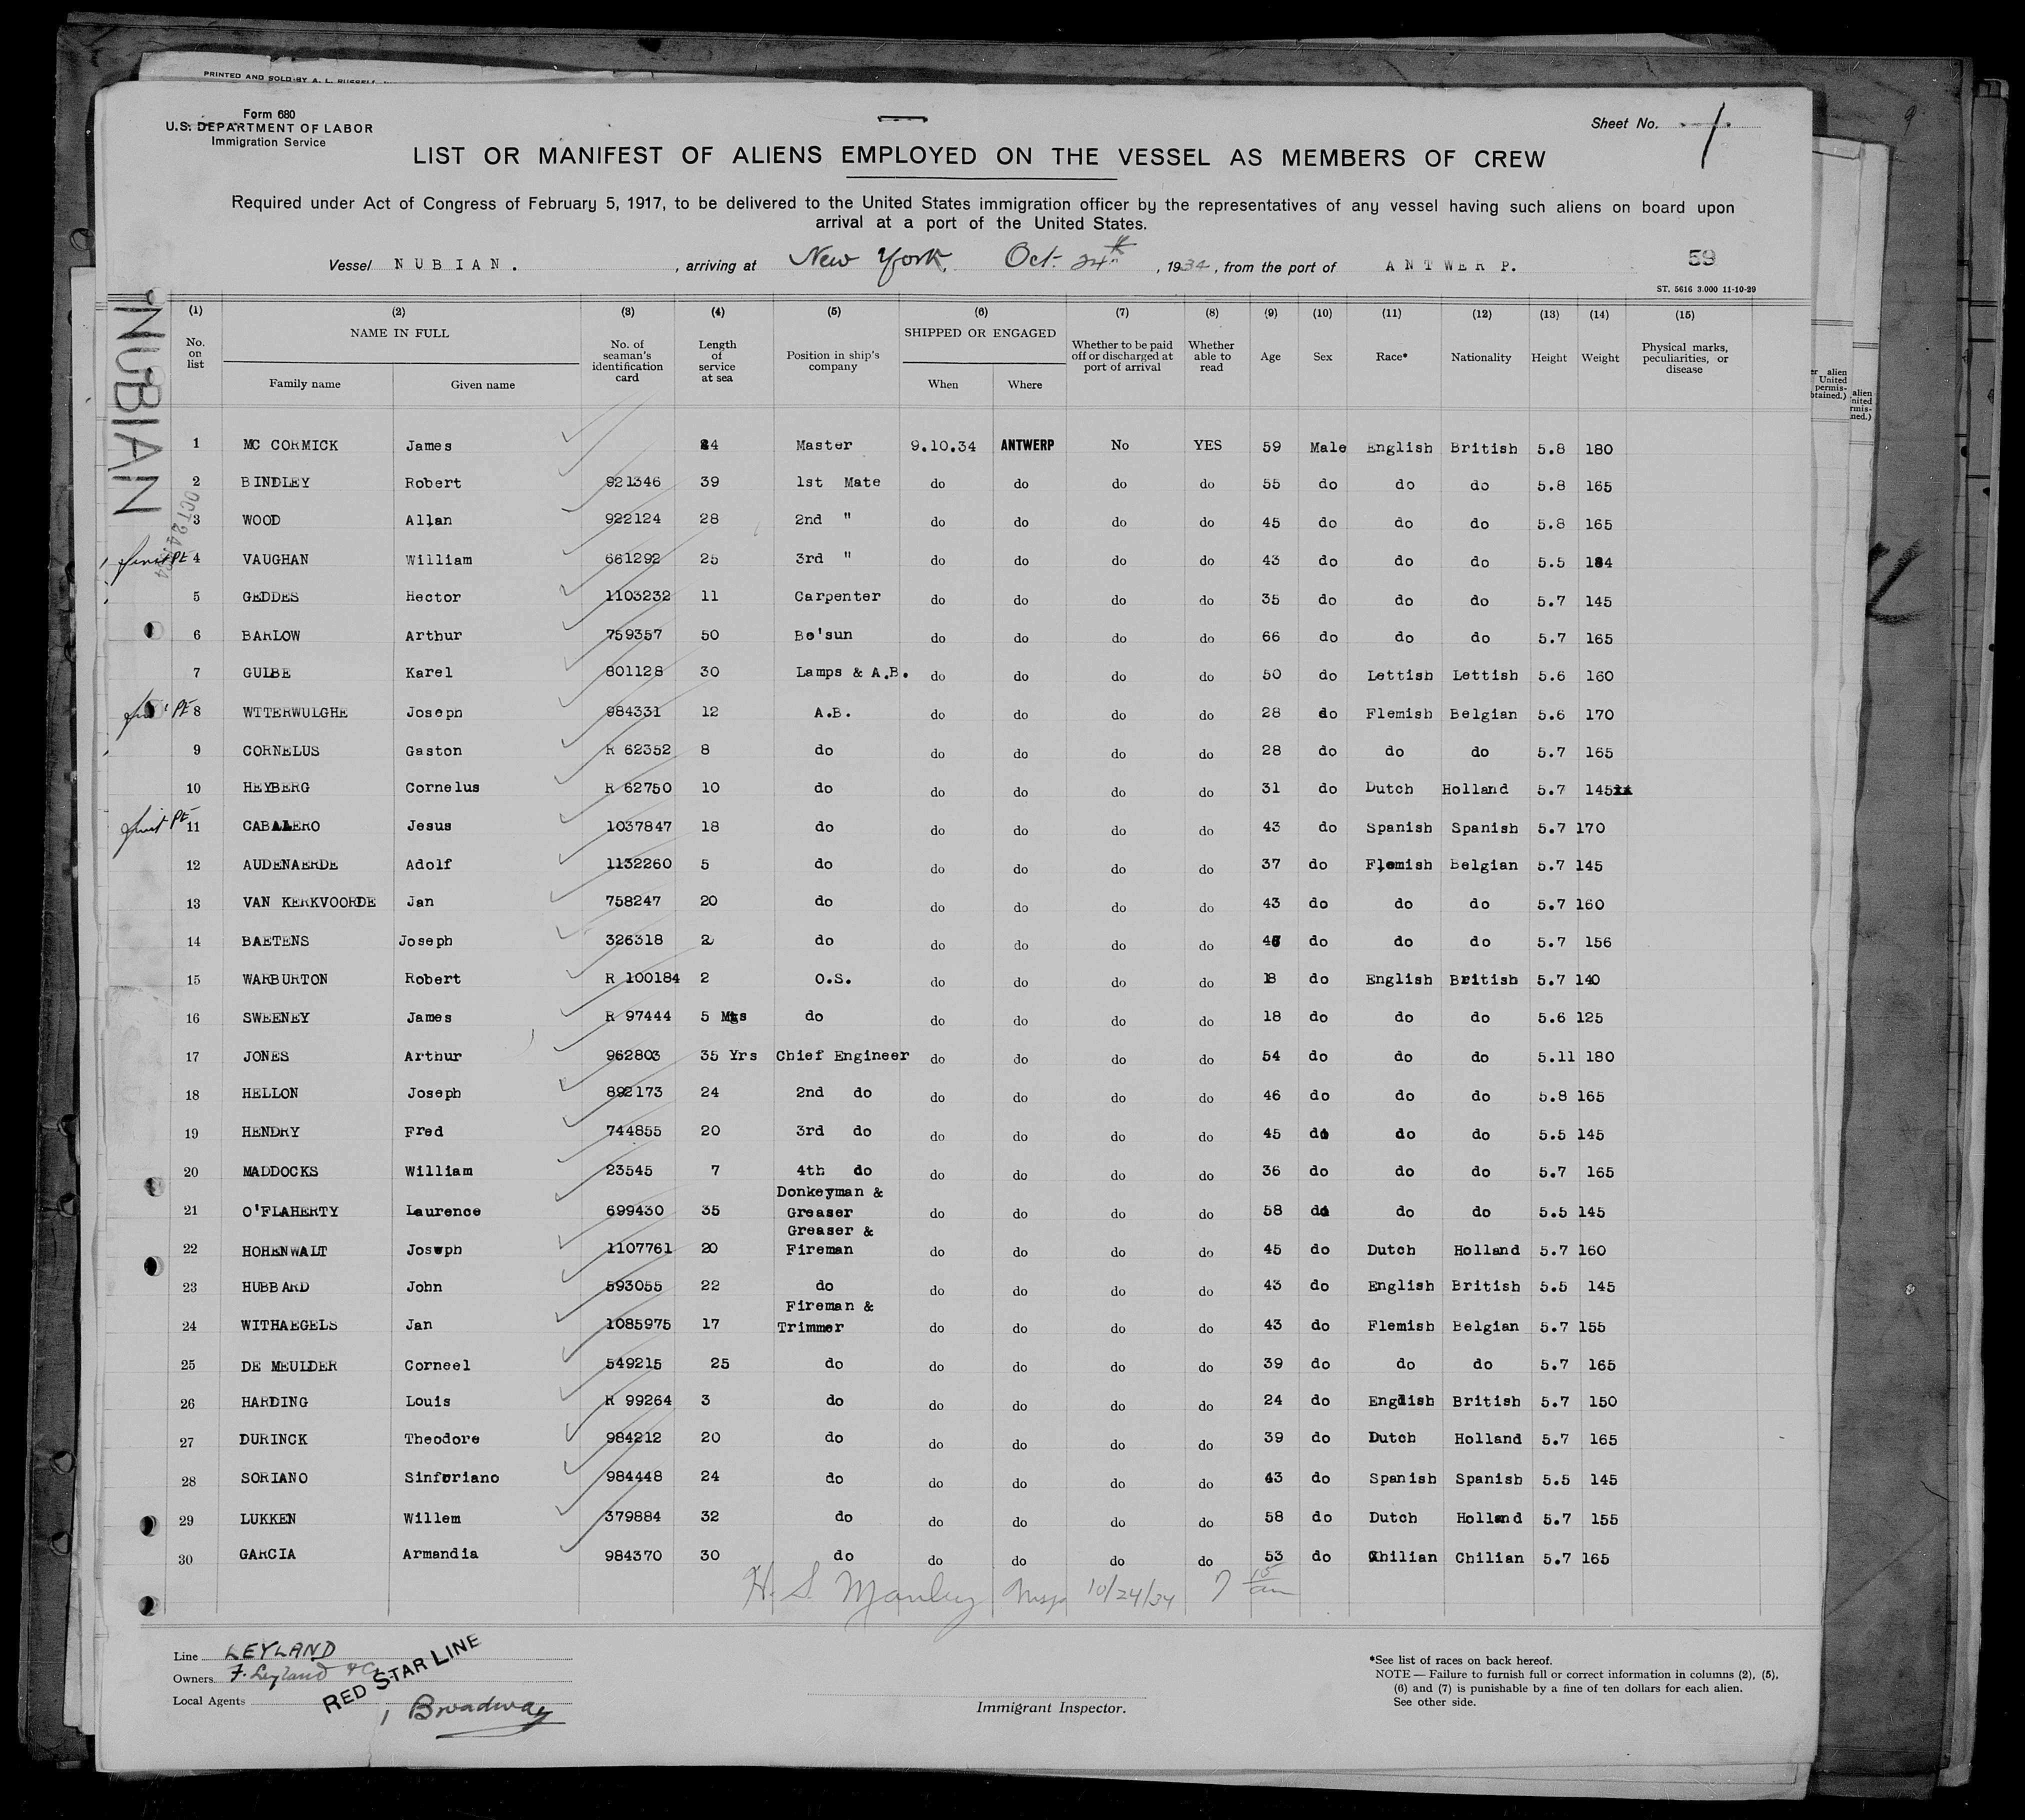 PRINTED AND SOLD BY A. L. RUSSELL
Form 680
U.S. DEPARTMENT OF LABOR
Immigration Service
Sheet No. 1
LIST OR MANIFEST OF ALIENS EMPLOYED ON THE VESSEL AS MEMBERS OF CREW
Required under Act of Congress of February 5, 1917, to be delivered to the United States immigration officer by the representatives of any vessel having such aliens on board upon
arrival at a port of the United States.
Vessel NUBIAN. , arriving at New York, Oct. 24th , 1934 , from the port of ANTWERP.
59
ST. 5616 3.000 11-10-29
NUBIAN
OCT 24 1934
(1) (2) (3) (4) (5) (6) (7) (8) (9) (10) (11) (12) (13) (14) (15)
No. on list NAME IN FULL Family name Given name No. of seaman's identification card Length of service at sea Position in ship's company SHIPPED OR ENGAGED When Where Whether to be paid off or discharged at port of arrival Whether able to read Age Sex Race* Nationality Height Weight Physical marks, peculiarities, or disease
1 MC CORMICK James 44 Master 9.10.34 ANTWERP No YES 59 Male English British 5.8 180
2 BINDLEY Robert 921346 39 1st Mate do do do do 55 do do do 5.8 165
3 WOOD Allan 922124 28 2nd " do do do do 45 do do do 5.8 165
4 VAUGHAN William 661292 25 3rd " do do do do 43 do do do 5.5 184
5 GEDDES Hector 1103232 11 Carpenter do do do do 35 do do do 5.7 145
6 BARLOW Arthur 759357 50 Bo'sun do do do do 66 do do do 5.7 165
7 GULBE Karel 801128 30 Lamps & A.B. do do do do 50 do Lettish Lettish 5.6 160
8 WTTERWULGHE Joseph 984331 12 A.B. do do do do 28 do Flemish Belgian 5.6 170
9 CORNELUS Gaston R 62352 8 do do do do do 28 do do do 5.7 165
10 HEYBERG Cornelus R 62750 10 do do do do do 31 do Dutch Holland 5.7 145
11 CABALLERO Jesus 1037847 18 do do do do do 43 do Spanish Spanish 5.7 170
12 AUDENAERDE Adolf 1132260 5 do do do do do 37 do Flemish Belgian 5.7 145
13 VAN KERKVOORDE Jan 758247 20 do do do do do 43 do do do 5.7 160
14 BAETENS Joseph 326318 2 do do do do do do do do 5.7 156
15 WARBURTON Robert R 100184 2 O.S. do do do do 18 do English British 5.7 140
16 SWEENEY James R 97444 5 Mts do do do do do 18 do do do 5.6 125
17 JONES Arthur 962803 35 Yrs Chief Engineer do do do do 54 do do do 5.11 180
18 HELLON Joseph 892173 24 2nd do do do do do 46 do do do 5.8 165
19 HENDRY Fred 744855 20 3rd do do do do do 45 do do do 5.5 145
20 MADDOCKS William 23545 7 4th do do do do do 36 do do do 5.7 165
21 O'FLAHERTY Laurence 699430 35 Donkeyman & Greaser do do do do 58 do do do 5.5 145
22 HOHENWALT Joseph 1107761 20 Greaser & Fireman do do do do 45 do Dutch Holland 5.7 160
23 HUBBARD John 593055 22 do do do do do 43 do English British 5.5 145
24 WITHAEGELS Jan 1085975 17 Fireman & Trimmer do do do do 43 do Flemish Belgian 5.7 155
25 DE MEULDER Corneel 549215 25 do do do do do 39 do do do 5.7 165
26 HARDING Louis R 99264 3 do do do do do 24 do English British 5.7 150
27 DURINCK Theodore 984212 20 do do do do do 39 do Dutch Holland 5.7 165
28 SORIANO Sinforiano 984448 24 do do do do do 43 do Spanish Spanish 5.5 145
29 LUKKEN Willem 379884 32 do do do do do 58 do Dutch Holland 5.7 155
30 GARCIA Armandia 984370 30 do do do do do 53 do Chilian Chilian 5.7 165
H. S. Manley Insp 10/24/34 7 15/am
Line LEYLAND
Owners F. Leyland & Co
Local Agents RED STAR LINE
1 Broadway
Immigrant Inspector.
*See list of races on back hereof.
NOTE — Failure to furnish full or correct information in columns (2), (5),
(6) and (7) is punishable by a fine of ten dollars for each alien.
See other side.